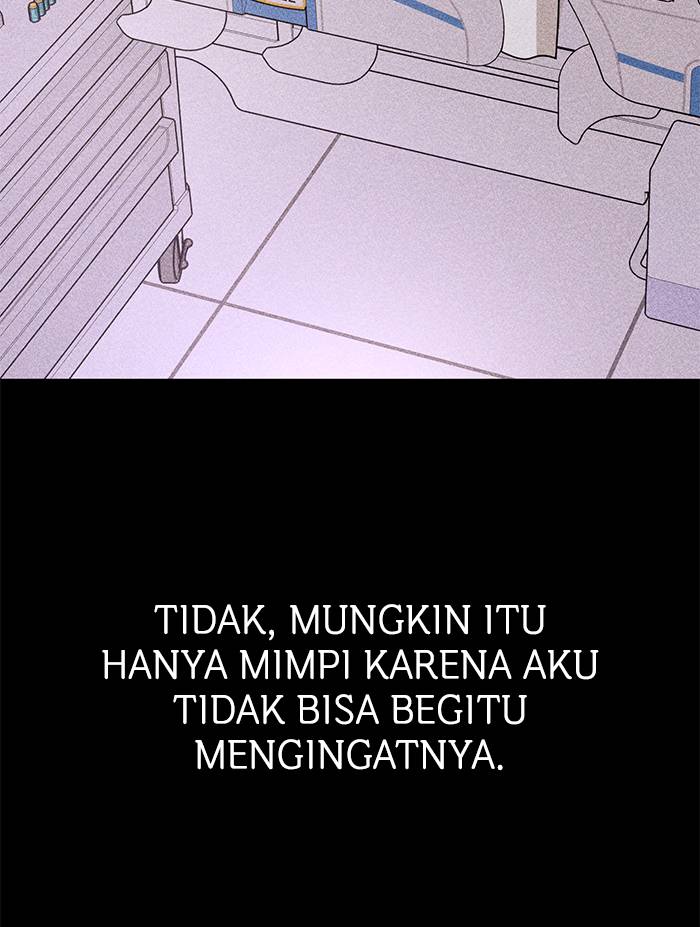 TIDAK, MUNGKIN ITU
HANYA MIMPI KARENA AKU
TIDAK BISA BEGITU
MENGINGATNYA.